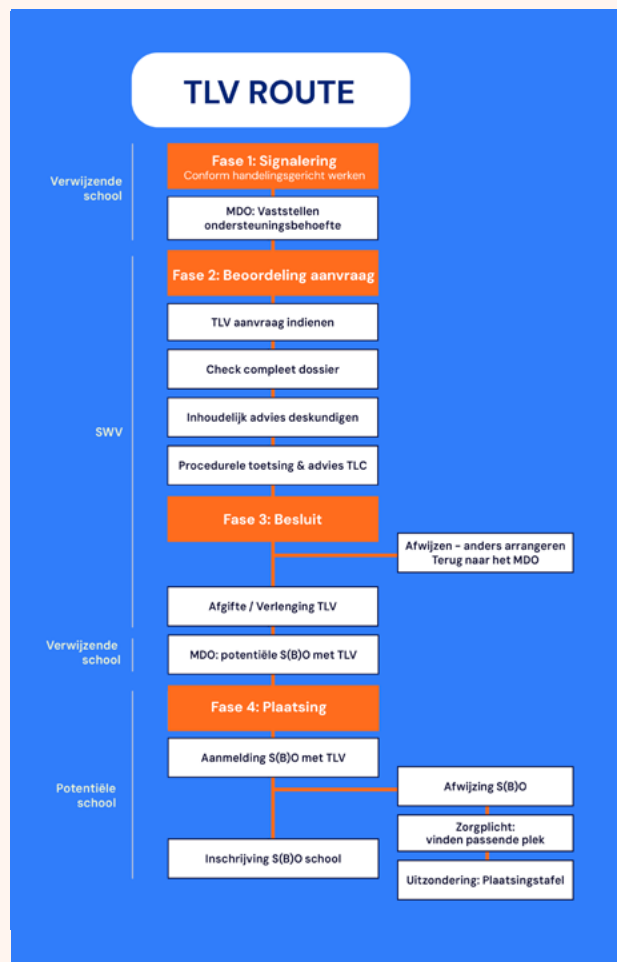 TLV ROUTE
Verwijzende
school
Fase 1: Signalering
Conform handelingsgericht werken
MDO: Vaststellen
ondersteuningsbehoefte
SWV
Fase 2: Beoordeling aanvraag
TLV aanvraag indienen
Check compleet dossier
Inhoudelijk advies deskundigen
Procedurele toetsing & advies TLC
Fase 3: Besluit
Afwijzen - anders arrangeren
Terug naar het MDO
Afgifte / Verlenging TLV
Verwijzende
school
MDO: potentiële S(B)O met TLV
Fase 4: Plaatsing
Potentiële
school
Aanmelding S(B)O met TLV
Afwijzing S(B)O
Zorgplicht:
vinden passende plek
Inschrijving S(B)O school
Uitzondering: Plaatsingstafel